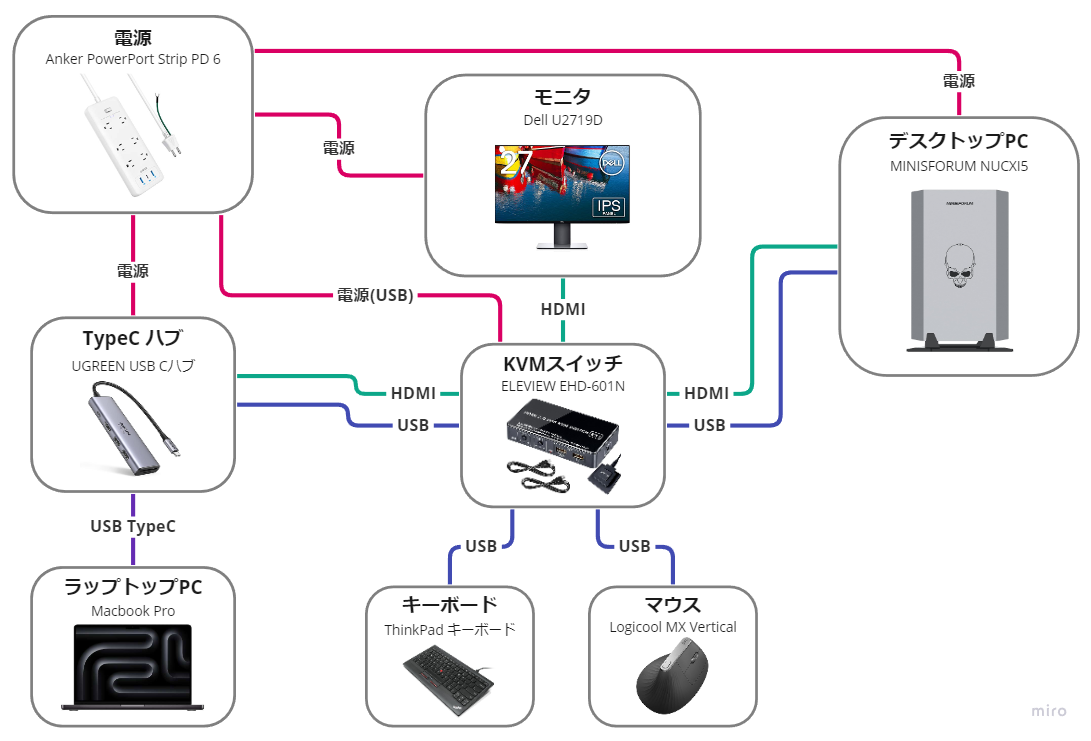 電源
Anker PowerPort Strip PD 6
電源
モニタ
Dell U2719D
27
DELL
IPS
PANEL
電源
デスクトップPC
MINISFORUM NUCXI5
MINISFORUM
電源
電源(USB)
HDMI
TypeC ハブ
UGREEN USB Cハブ
KVMスイッチ
ELEVIEW EHD-601N
HDMI
USB
HDMI
USB
USB TypeC
USB
USB
ラップトップPC
Macbook Pro
キーボード
ThinkPad キーボード
マウス
Logicool MX Vertical
miro